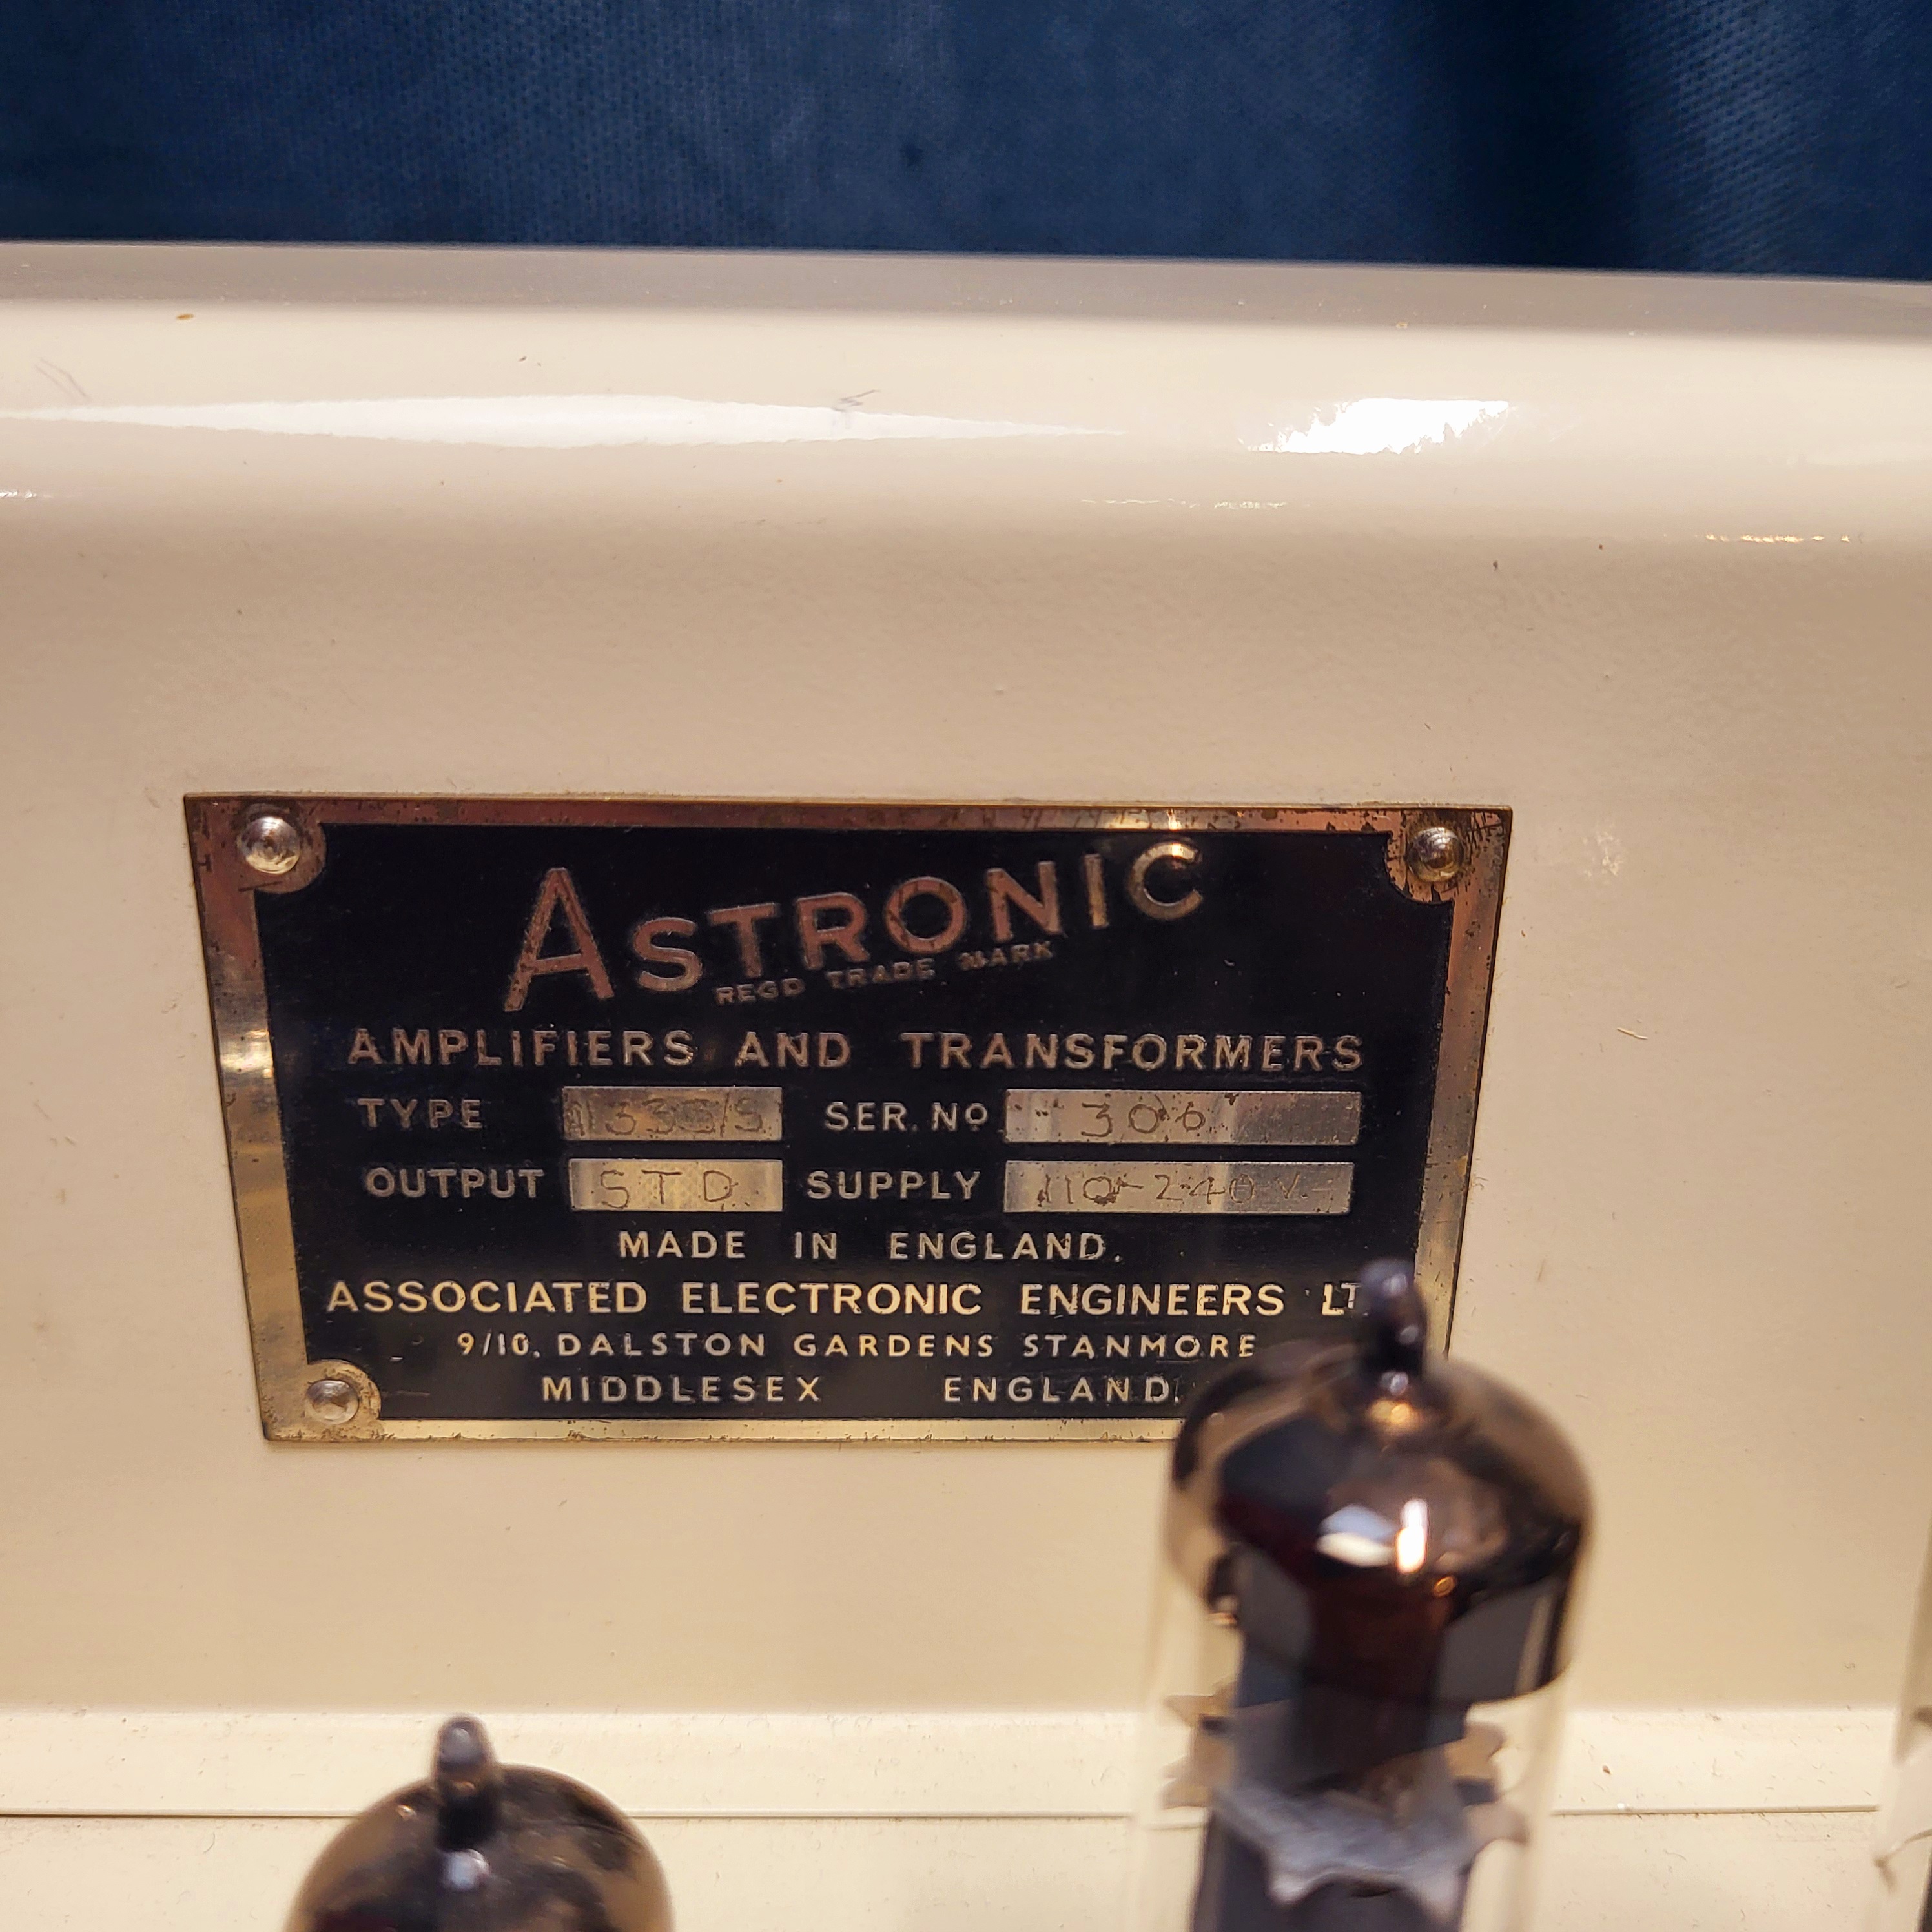 ASTRONIC
REGD TRADE MARK
AMPLIFIERS AND TRANSFORMERS
TYPE SER. NO 306
OUTPUT STD SUPPLY 110-240 V
MADE IN ENGLAND.
ASSOCIATED ELECTRONIC ENGINEERS
9/10, DALSTON GARDENS STANMORE
MIDDLESEX ENGLAND.